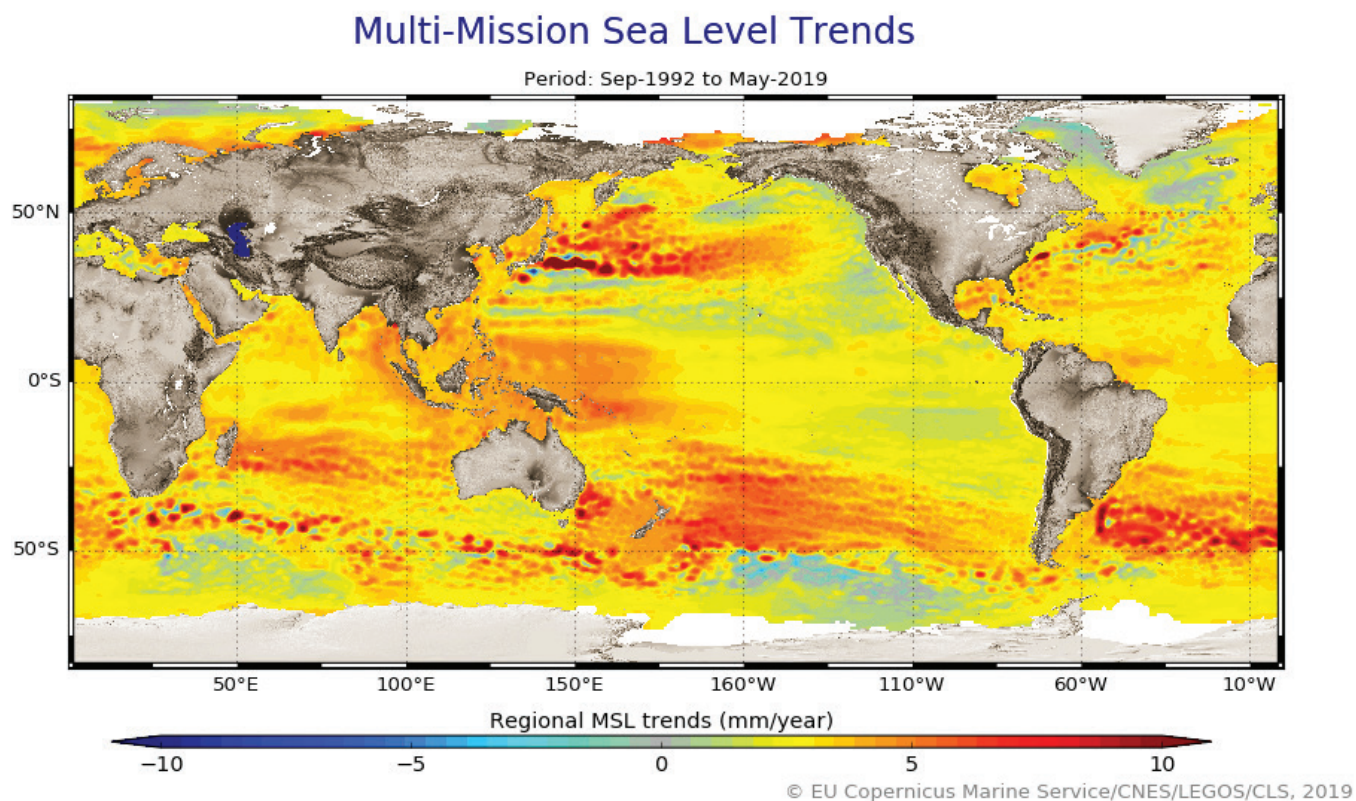 Multi-Mission Sea Level Trends
Period: Sep-1992 to May-2019
50°N
0°S
50°S
50°E 100°E 150°E 160°W 110°W 60°W 10°W
Regional MSL trends (mm/year)
−10 −5 0 5 10
© EU Copernicus Marine Service/CNES/LEGOS/CLS, 2019